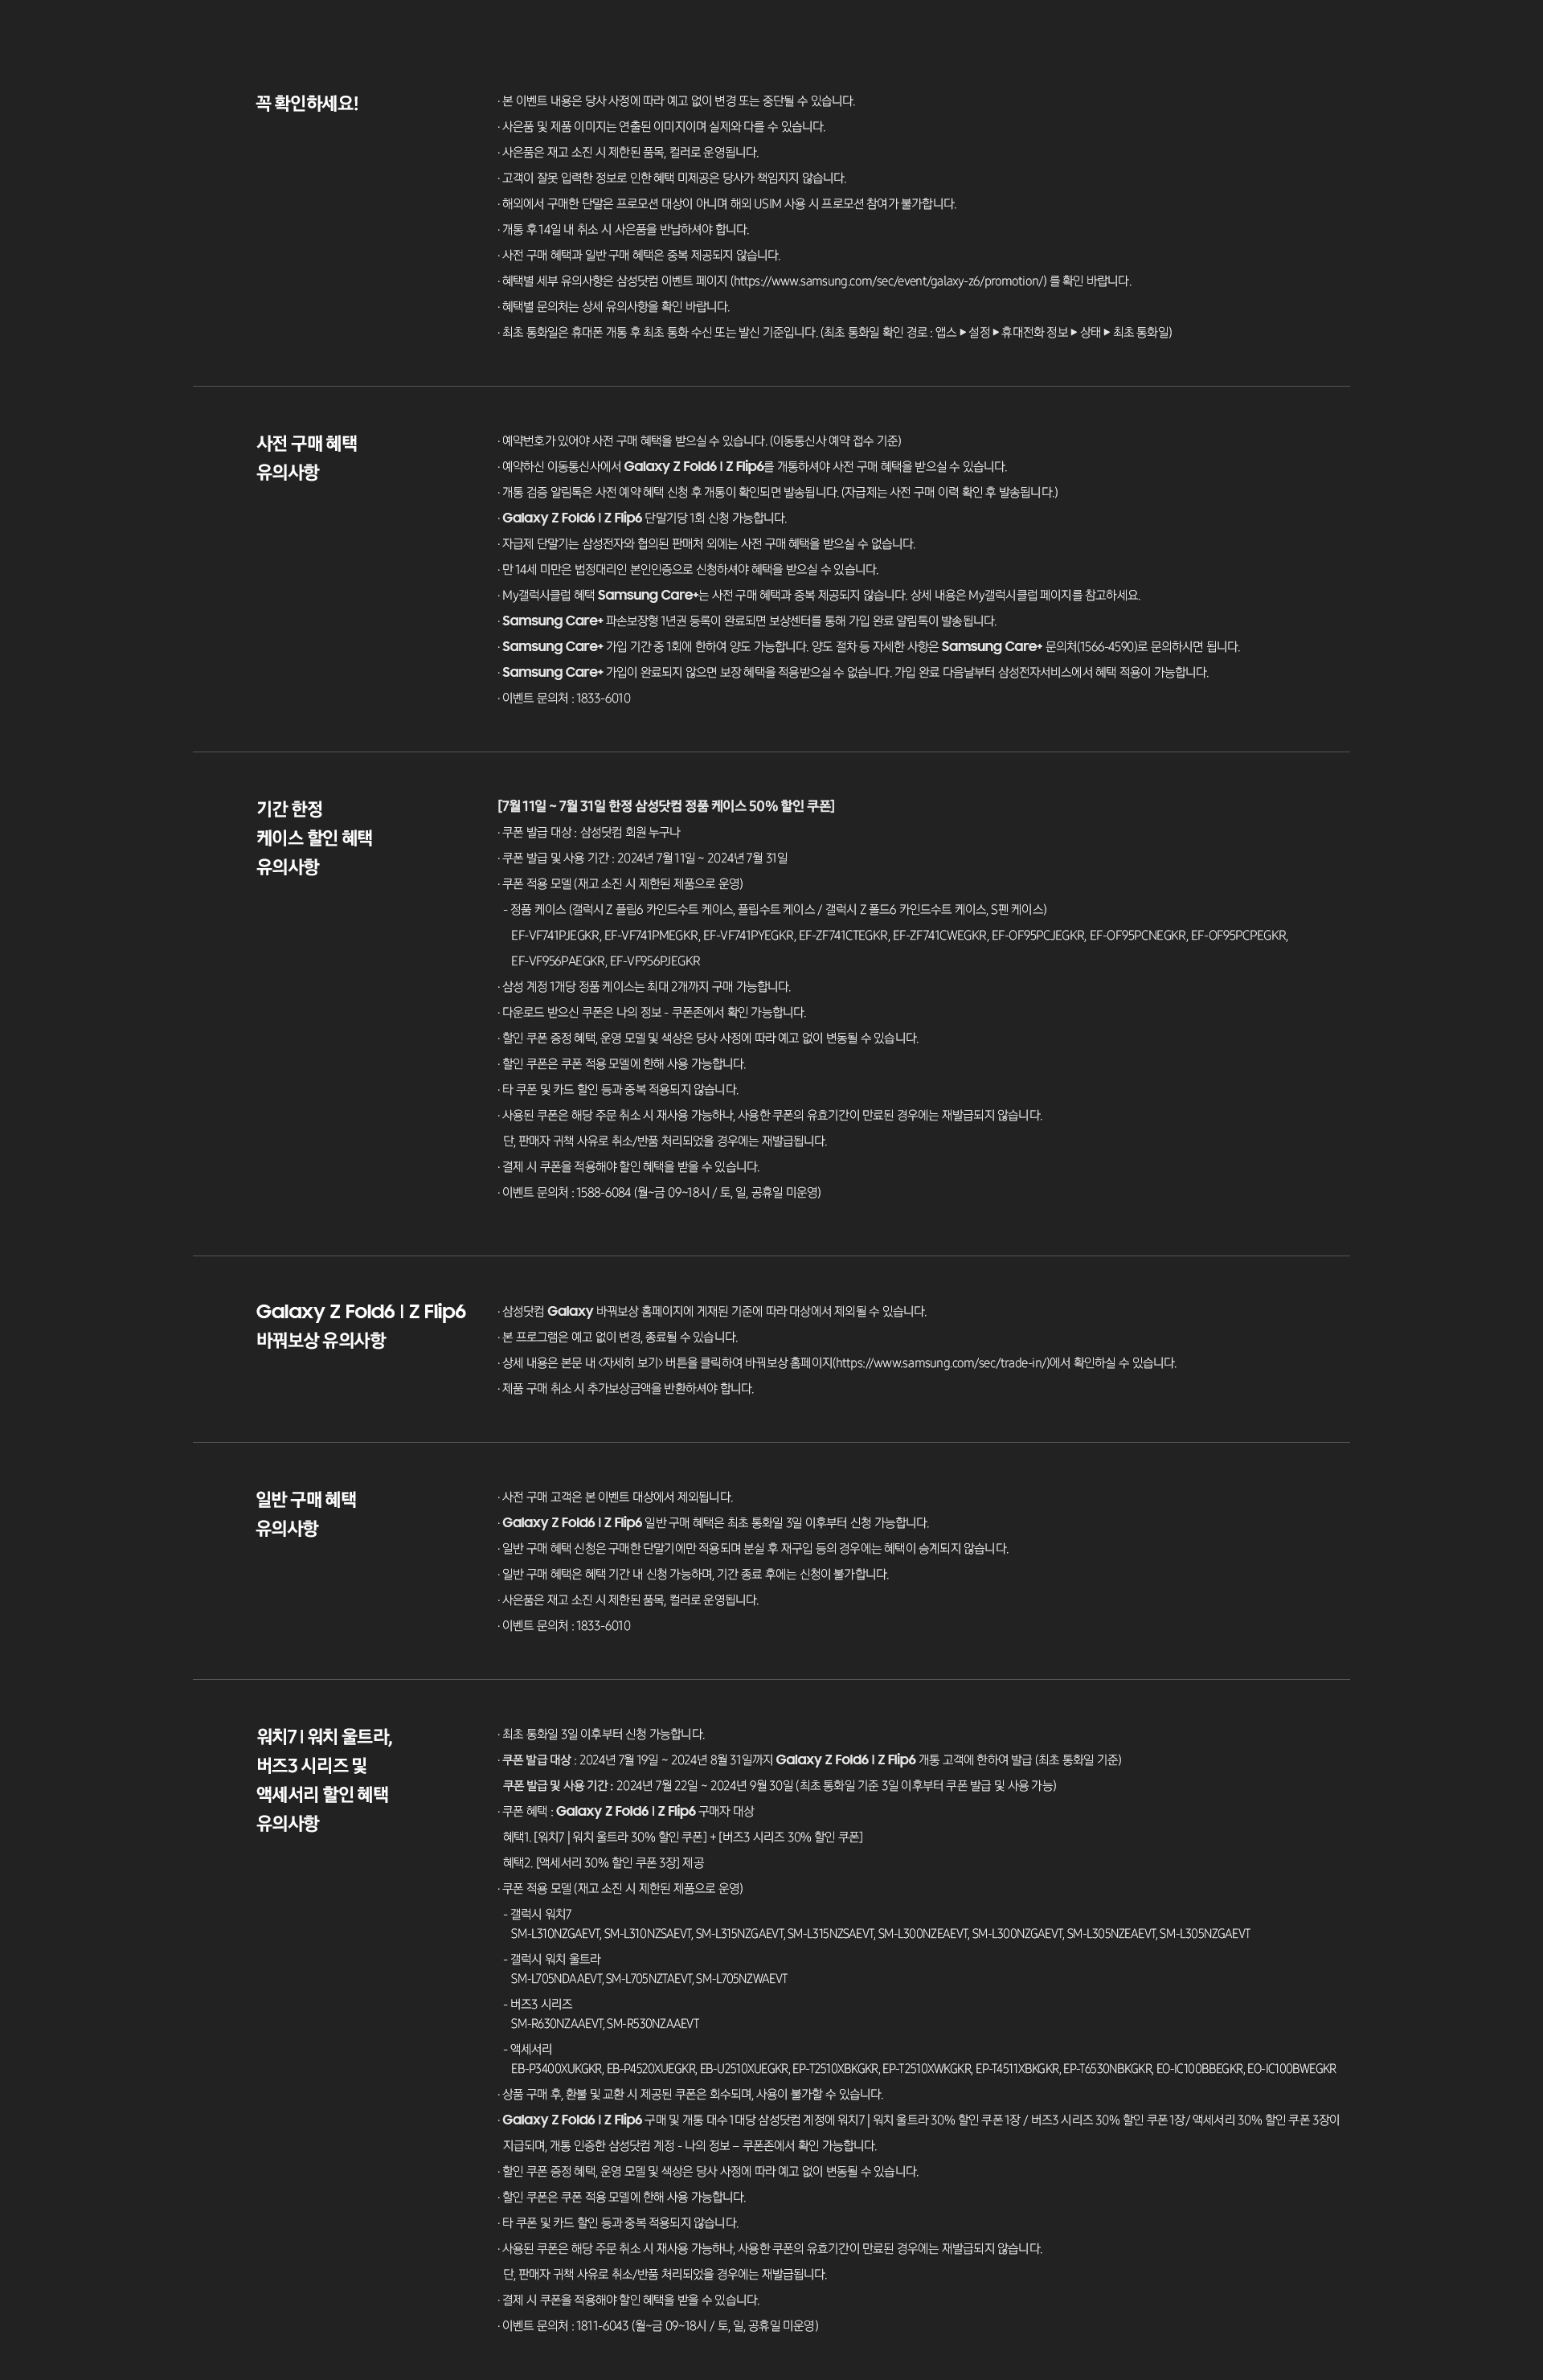 꼭 확인하세요!
· 본 이벤트 내용은 당사 사정에 따라 예고 없이 변경 또는 중단될 수 있습니다.
· 사은품 및 제품 이미지는 연출된 이미지이며 실제와 다를 수 있습니다.
· 사은품은 재고 소진 시 제한된 품목, 컬러로 운영됩니다.
· 고객이 잘못 입력한 정보로 인한 혜택 미제공은 당사가 책임지지 않습니다.
· 해외에서 구매한 단말은 프로모션 대상이 아니며 해외 USIM 사용 시 프로모션 참여가 불가합니다.
· 개통 후 14일 내 취소 시 사은품을 반납하셔야 합니다.
· 사전 구매 혜택과 일반 구매 혜택은 중복 제공되지 않습니다.
· 혜택별 세부 유의사항은 삼성닷컴 이벤트 페이지 (https://www.samsung.com/sec/event/galaxy-z6/promotion/) 를 확인 바랍니다.
· 혜택별 문의처는 상세 유의사항을 확인 바랍니다.
· 최초 통화일은 휴대폰 개통 후 최초 통화 수신 또는 발신 기준입니다. (최초 통화일 확인 경로 : 앱스 ▶ 설정 ▶ 휴대전화 정보 ▶ 상태 ▶ 최초 통화일)
사전 구매 혜택
유의사항
· 예약번호가 있어야 사전 구매 혜택을 받으실 수 있습니다. (이동통신사 예약 접수 기준)
· 예약하신 이동통신사에서 Galaxy Z Fold6 | Z Flip6를 개통하셔야 사전 구매 혜택을 받으실 수 있습니다.
· 개통 검증 알림톡은 사전 예약 혜택 신청 후 개통이 확인되면 발송됩니다. (자급제는 사전 구매 이력 확인 후 발송됩니다.)
· Galaxy Z Fold6 | Z Flip6 단말기당 1회 신청 가능합니다.
· 자급제 단말기는 삼성전자와 협의된 판매처 외에는 사전 구매 혜택을 받으실 수 없습니다.
· 만 14세 미만은 법정대리인 본인인증으로 신청하셔야 혜택을 받으실 수 있습니다.
· My갤럭시클럽 혜택 Samsung Care+는 사전 구매 혜택과 중복 제공되지 않습니다. 상세 내용은 My갤럭시클럽 페이지를 참고하세요.
· Samsung Care+ 파손보장형 1년권 등록이 완료되면 보상센터를 통해 가입 완료 알림톡이 발송됩니다.
· Samsung Care+ 가입 기간 중 1회에 한하여 양도 가능합니다. 양도 절차 등 자세한 사항은 Samsung Care+ 문의처(1566-4590)로 문의하시면 됩니다.
· Samsung Care+ 가입이 완료되지 않으면 보장 혜택을 적용받으실 수 없습니다. 가입 완료 다음날부터 삼성전자서비스에서 혜택 적용이 가능합니다.
· 이벤트 문의처 : 1833-6010
기간 한정
케이스 할인 혜택
유의사항
[7월 11일 ~ 7월 31일 한정 삼성닷컴 정품 케이스 50% 할인 쿠폰]
· 쿠폰 발급 대상 : 삼성닷컴 회원 누구나
· 쿠폰 발급 및 사용 기간 : 2024년 7월 11일 ~ 2024년 7월 31일
· 쿠폰 적용 모델 (재고 소진 시 제한된 제품으로 운영)
- 정품 케이스 (갤럭시 Z 플립6 카인드수트 케이스, 플립수트 케이스 / 갤럭시 Z 폴드6 카인드수트 케이스, S펜 케이스)
EF-VF741PJEGKR, EF-VF741PMEGKR, EF-VF741PYEGKR, EF-ZF741CTEGKR, EF-ZF741CWEGKR, EF-OF95PCJEGKR, EF-OF95PCNEGKR, EF-OF95PCPEGKR,
EF-VF956PAEGKR, EF-VF956PJEGKR
· 삼성 계정 1개당 정품 케이스는 최대 2개까지 구매 가능합니다.
· 다운로드 받으신 쿠폰은 나의 정보 - 쿠폰존에서 확인 가능합니다.
· 할인 쿠폰 증정 혜택, 운영 모델 및 색상은 당사 사정에 따라 예고 없이 변동될 수 있습니다.
· 할인 쿠폰은 쿠폰 적용 모델에 한해 사용 가능합니다.
· 타 쿠폰 및 카드 할인 등과 중복 적용되지 않습니다.
· 사용된 쿠폰은 해당 주문 취소 시 재사용 가능하나, 사용한 쿠폰의 유효기간이 만료된 경우에는 재발급되지 않습니다.
단, 판매자 귀책 사유로 취소/반품 처리되었을 경우에는 재발급됩니다.
· 결제 시 쿠폰을 적용해야 할인 혜택을 받을 수 있습니다.
· 이벤트 문의처 : 1588-6084 (월~금 09~18시 / 토, 일, 공휴일 미운영)
Galaxy Z Fold6 | Z Flip6
바꿔보상 유의사항
· 삼성닷컴 Galaxy 바꿔보상 홈페이지에 게재된 기준에 따라 대상에서 제외될 수 있습니다.
· 본 프로그램은 예고 없이 변경, 종료될 수 있습니다.
· 상세 내용은 본문 내 <자세히 보기> 버튼을 클릭하여 바꿔보상 홈페이지(https://www.samsung.com/sec/trade-in/)에서 확인하실 수 있습니다.
· 제품 구매 취소 시 추가보상금액을 반환하셔야 합니다.
일반 구매 혜택
유의사항
· 사전 구매 고객은 본 이벤트 대상에서 제외됩니다.
· Galaxy Z Fold6 | Z Flip6 일반 구매 혜택은 최초 통화일 3일 이후부터 신청 가능합니다.
· 일반 구매 혜택 신청은 구매한 단말기에만 적용되며 분실 후 재구입 등의 경우에는 혜택이 승계되지 않습니다.
· 일반 구매 혜택은 혜택 기간 내 신청 가능하며, 기간 종료 후에는 신청이 불가합니다.
· 사은품은 재고 소진 시 제한된 품목, 컬러로 운영됩니다.
· 이벤트 문의처 : 1833-6010
워치7 | 워치 울트라,
버즈3 시리즈 및
액세서리 할인 혜택
유의사항
· 최초 통화일 3일 이후부터 신청 가능합니다.
· 쿠폰 발급 대상 : 2024년 7월 19일 ~ 2024년 8월 31일까지 Galaxy Z Fold6 | Z Flip6 개통 고객에 한하여 발급 (최초 통화일 기준)
쿠폰 발급 및 사용 기간 : 2024년 7월 22일 ~ 2024년 9월 30일 (최초 통화일 기준 3일 이후부터 쿠폰 발급 및 사용 가능)
· 쿠폰 혜택 : Galaxy Z Fold6 | Z Flip6 구매자 대상
혜택1. [워치7 | 워치 울트라 30% 할인 쿠폰] + [버즈3 시리즈 30% 할인 쿠폰]
혜택2. [액세서리 30% 할인 쿠폰 3장] 제공
· 쿠폰 적용 모델 (재고 소진 시 제한된 제품으로 운영)
- 갤럭시 워치7
SM-L310NZGAEVT, SM-L310NZSAEVT, SM-L315NZGAEVT, SM-L315NZSAEVT, SM-L300NZEAEVT, SM-L300NZGAEVT, SM-L305NZEAEVT, SM-L305NZGAEVT
- 갤럭시 워치 울트라
SM-L705NDAAEVT, SM-L705NZTAEVT, SM-L705NZWAEVT
- 버즈3 시리즈
SM-R630NZAAEVT, SM-R530NZAAEVT
- 액세서리
EB-P3400XUKGKR, EB-P4520XUEGKR, EB-U2510XUEGKR, EP-T2510XBKGKR, EP-T2510XWKGKR, EP-T4511XBKGKR, EP-T6530NBKGKR, EO-IC100BBEGKR, EO-IC100BWEGKR
· 상품 구매 후, 환불 및 교환 시 제공된 쿠폰은 회수되며, 사용이 불가할 수 있습니다.
· Galaxy Z Fold6 | Z Flip6 구매 및 개통 대수 1대당 삼성닷컴 계정에 워치7 | 워치 울트라 30% 할인 쿠폰 1장 / 버즈3 시리즈 30% 할인 쿠폰 1장/ 액세서리 30% 할인 쿠폰 3장이
지급되며, 개통 인증한 삼성닷컴 계정 - 나의 정보 – 쿠폰존에서 확인 가능합니다.
· 할인 쿠폰 증정 혜택, 운영 모델 및 색상은 당사 사정에 따라 예고 없이 변동될 수 있습니다.
· 할인 쿠폰은 쿠폰 적용 모델에 한해 사용 가능합니다.
· 타 쿠폰 및 카드 할인 등과 중복 적용되지 않습니다.
· 사용된 쿠폰은 해당 주문 취소 시 재사용 가능하나, 사용한 쿠폰의 유효기간이 만료된 경우에는 재발급되지 않습니다.
단, 판매자 귀책 사유로 취소/반품 처리되었을 경우에는 재발급됩니다.
· 결제 시 쿠폰을 적용해야 할인 혜택을 받을 수 있습니다.
· 이벤트 문의처 : 1811-6043 (월~금 09~18시 / 토, 일, 공휴일 미운영)